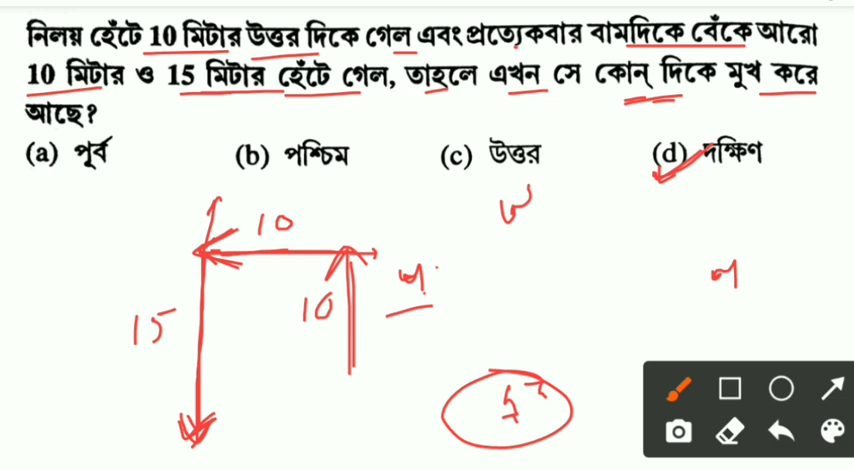 নিলয় হেঁটে 10 মিটার উত্তর দিকে গেল এবং প্রত্যেকবার বামদিকে বেঁকে আরো
10 মিটার ও 15 মিটার হেঁটে গেল, তাহলে এখন সে কোন্ দিকে মুখ করে
আছে?
(a) পূর্ব (b) পশ্চিম (c) উত্তর (d) দক্ষিণ
10
15
10